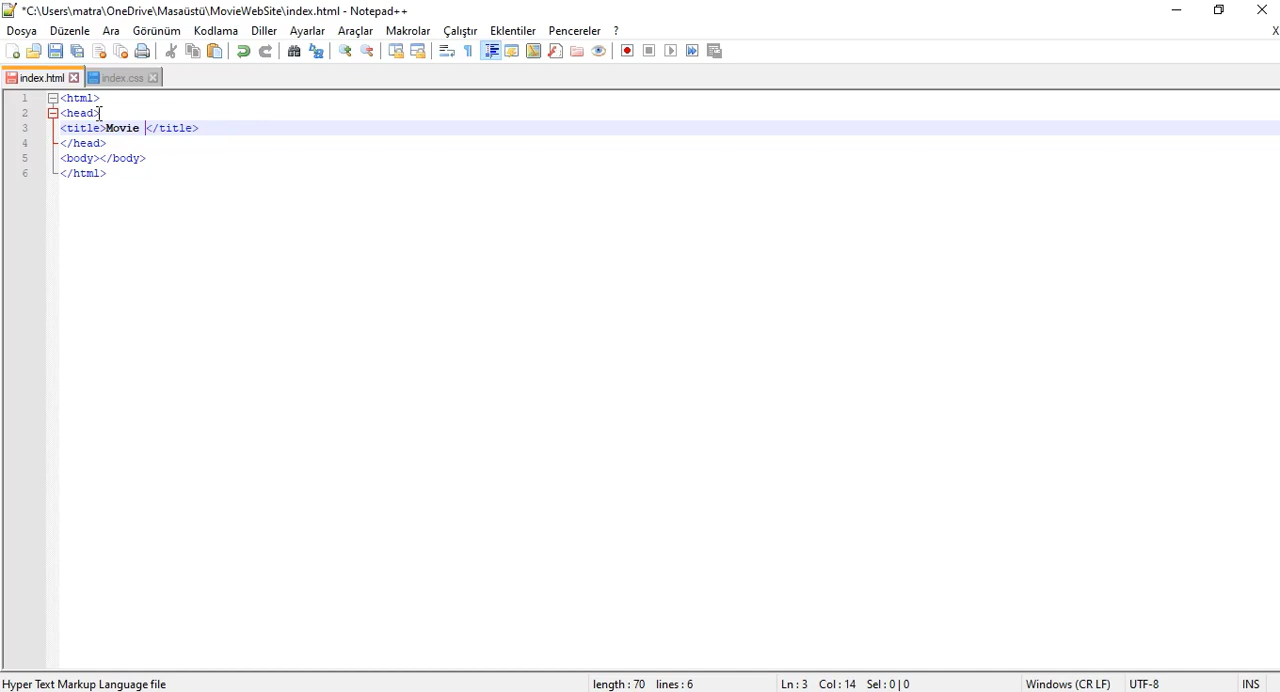 *C:\Users\matra\OneDrive\Masaüstü\MovieWebSite\index.html - Notepad++
Dosya Düzenle Ara Görünüm Kodlama Diller Ayarlar Araçlar Makrolar Çalıştır Eklentiler Pencereler ? X
index.html index.css
1 <html>
2 <head>
3 <title>Movie </title>
4 </head>
5 <body></body>
6 </html>
Hyper Text Markup Language file length : 70 lines : 6 Ln : 3 Col : 14 Sel : 0 | 0 Windows (CR LF) UTF-8 INS